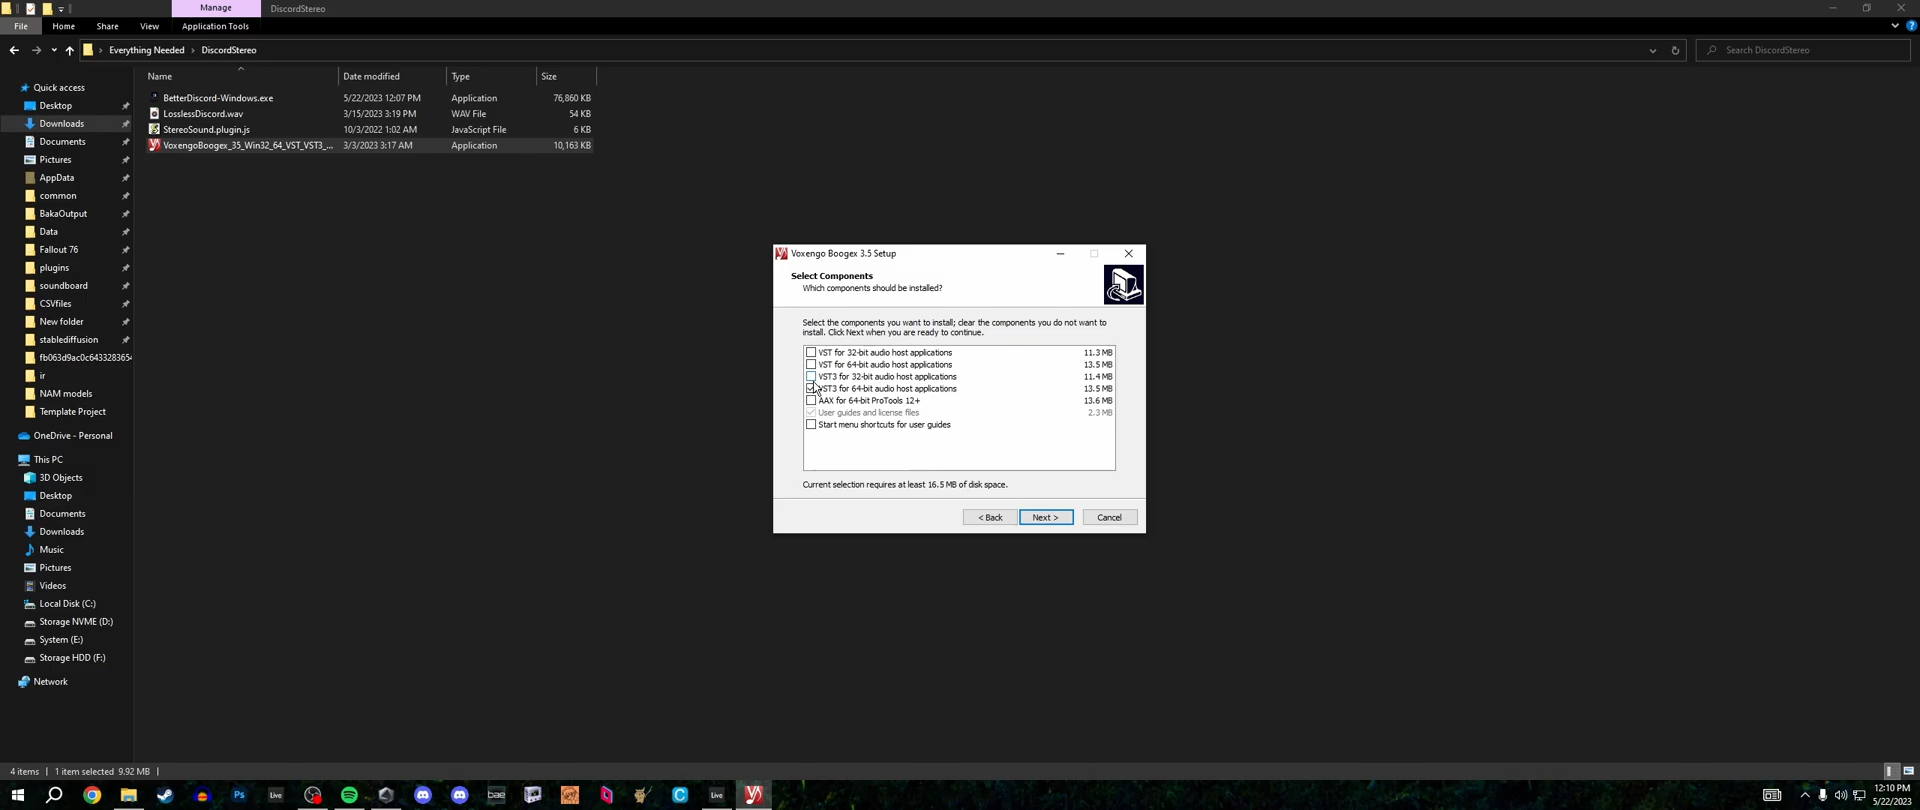 Manage
DiscordStereo
File
Home
Share
View
Application Tools
Everything Needed
DiscordStereo
Search DiscordStereo
Name
Date modified
Type
Size
BetterDiscord-Windows.exe 5/22/2023 12:07 PM Application 76,860 KB
LosslessDiscord.wav 3/15/2023 3:19 PM WAV File 54 KB
StereoSound.plugin.js 10/3/2022 1:02 AM JavaScript File 6 KB
VoxengoBoogex_35_Win32_64_VST_VST3_... 3/3/2023 3:17 AM Application 10,163 KB
Quick access
Desktop
Downloads
Documents
Pictures
AppData
common
BakaOutput
Data
Fallout 76
plugins
soundboard
CSVfiles
New folder
stablediffusion
ir
NAM models
Template Project
OneDrive - Personal
This PC
3D Objects
Desktop
Documents
Downloads
Music
Pictures
Videos
Local Disk (C:)
Storage NVME (D:)
System (E:)
Storage HDD (F:)
Network
Voxengo Boogex 3.5 Setup
Select Components
Which components should be installed?
Select the components you want to install; clear the components you do not want to
install. Click Next when you are ready to continue.
VST for 32-bit audio host applications 11.3 MB
VST for 64-bit audio host applications 13.5 MB
VST3 for 32-bit audio host applications 11.4 MB
VST3 for 64-bit audio host applications 13.5 MB
AAX for 64-bit ProTools 12+ 13.6 MB
User guides and license files 2.3 MB
Start menu shortcuts for user guides
Current selection requires at least 16.5 MB of disk space.
< Back
Next >
Cancel
4 items
1 item selected 9.92 MB
Ps
Live
bae
Live
12:10 PM
5/22/2023